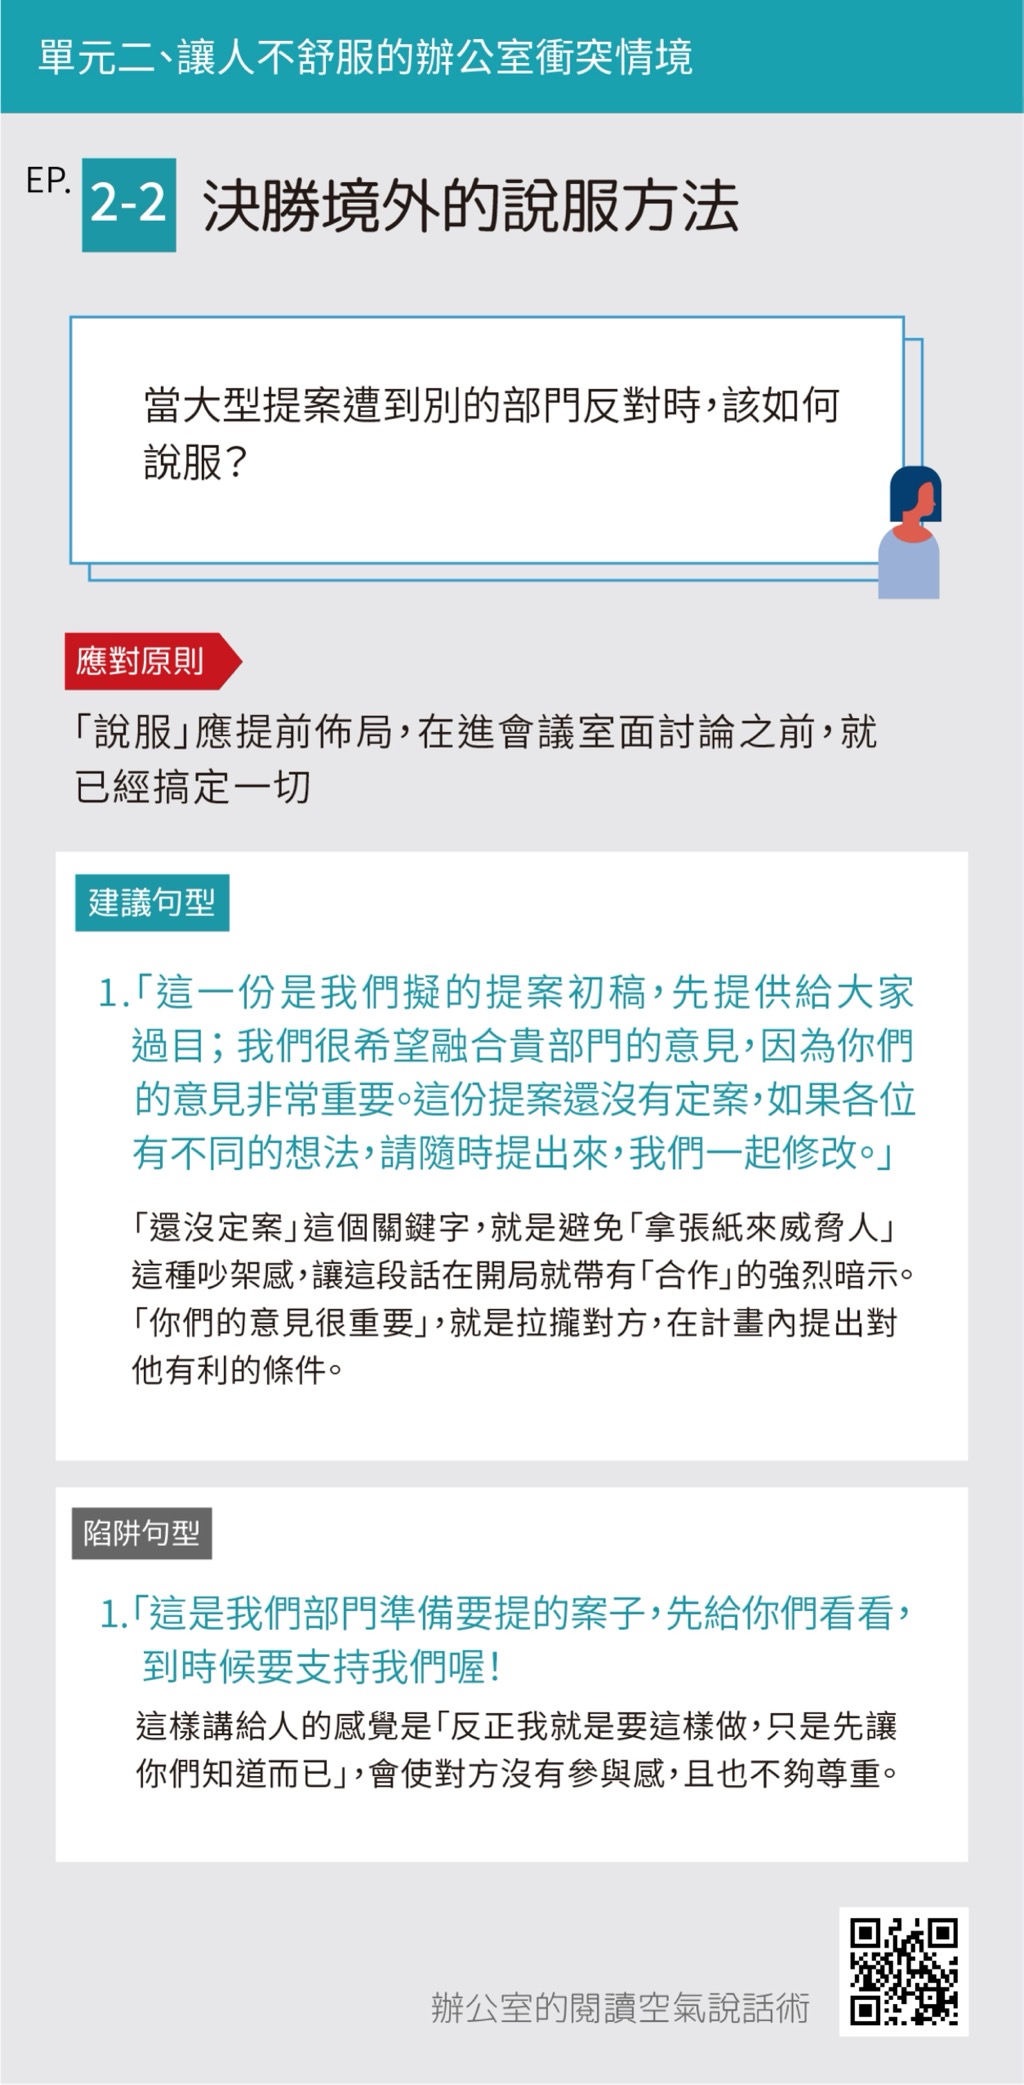 單元二、讓人不舒服的辦公室衝突情境
EP. 2-2 決勝境外的說服方法
當大型提案遭到別的部門反對時，該如何
說服？
應對原則
「說服」應提前佈局，在進會議室面討論之前，就
已經搞定一切
建議句型
1.「這一份是我們擬的提案初稿，先提供給大家
過目；我們很希望融合貴部門的意見，因為你們
的意見非常重要。這份提案還沒有定案，如果各位
有不同的想法，請隨時提出來，我們一起修改。」
「還沒定案」這個關鍵字，就是避免「拿張紙來威脅人」
這種吵架感，讓這段話在開局就帶有「合作」的強烈暗示。
「你們的意見很重要」，就是拉攏對方，在計畫內提出對
他有利的條件。
陷阱句型
1.「這是我們部門準備要提的案子，先給你們看看，
到時候要支持我們喔！
這樣講給人的感覺是「反正我就是要這樣做，只是先讓
你們知道而已」，會使對方沒有參與感，且也不夠尊重。
辦公室的閱讀空氣說話術